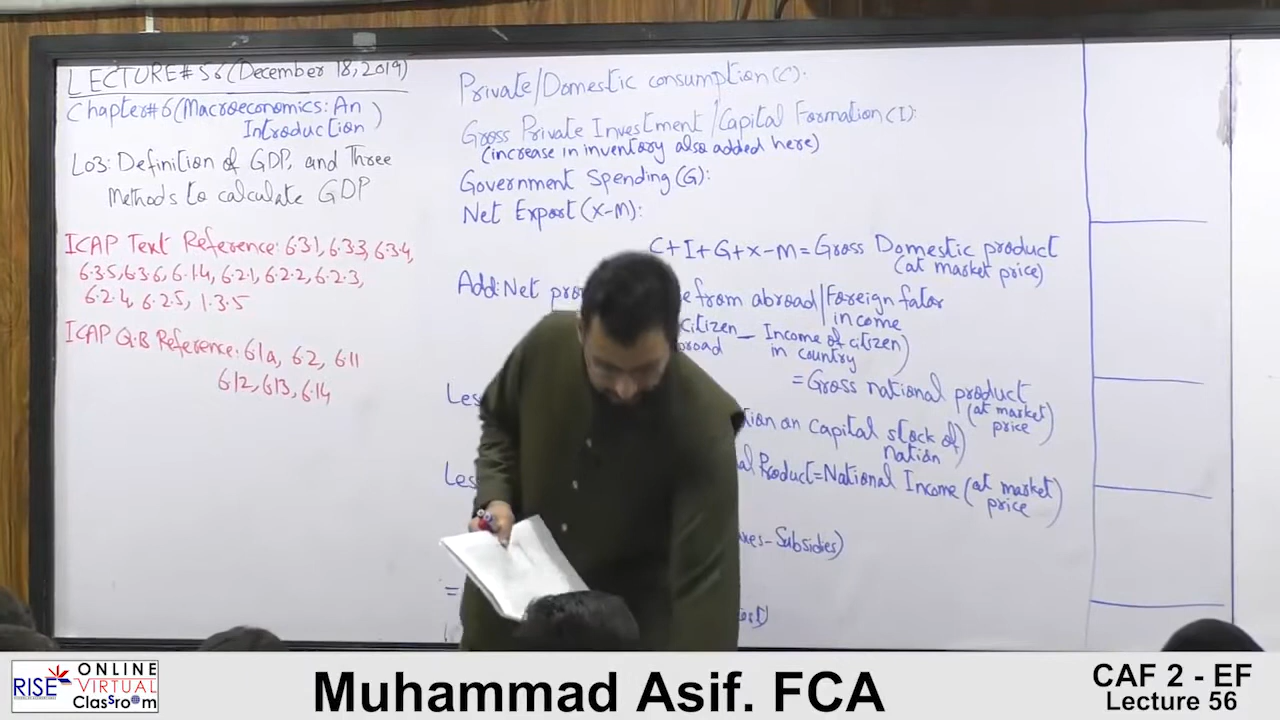 LECTURE#56(December 18,2019)
Chapter#6(Macroeconomics: An
Introduction)
LO3: Definition of GDP, and Three
Methods to calculate GDP
ICAP Text Reference: 6.3.1, 6.3.3, 6.3.4,
6.3.5, 6.3.6, 6.1.4, 6.2.1, 6.2.2, 6.2.3,
6.2.4, 6.2.5, 1.3.5
ICAP Q.B Reference: 6.1a, 6.2, 6.11
6.12, 6.13, 6.14
Private/Domestic consumption(C):
Gross Private Investment/Capital Formation(I):
(increase in inventory also added here)
Government Spending(G):
Net Export(X-M):
C+I+G+X-M=Gross Domestic product
(at market price)
Add: Net from abroad/Foreign fator
income
citizen - Income of citizen)
in country
=Gross national product
(at market
price)
on Capital stock of
nation)
Product=National Income (at market
price)
-Subsidies)
=
RISE
ONLINE
VIRTUAL
ClassrooM
Muhammad Asif. FCA
CAF 2 - EF
Lecture 56